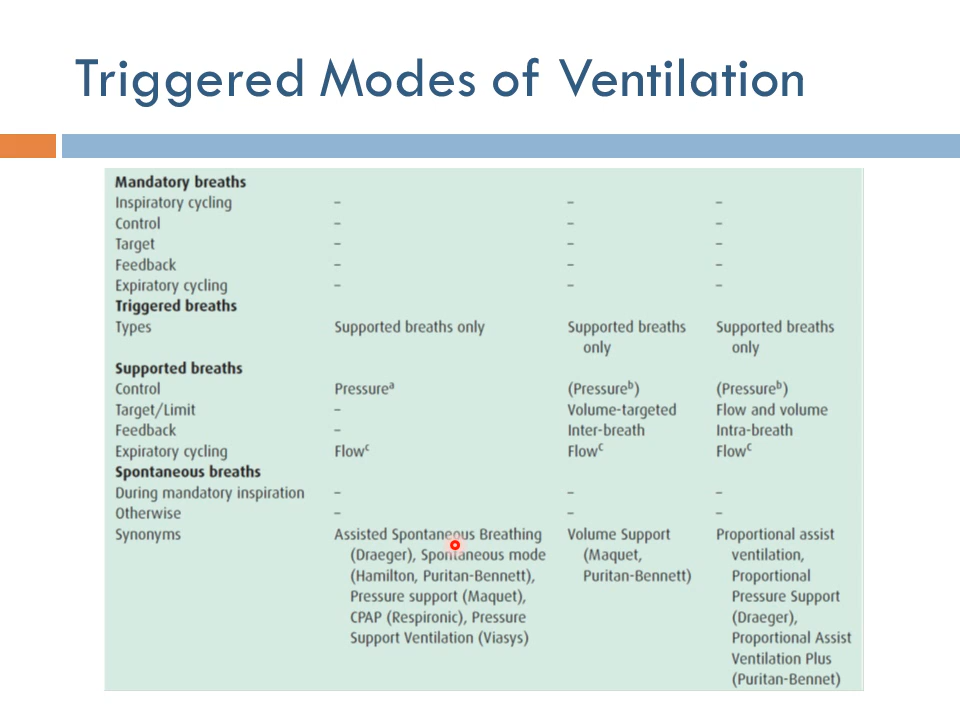 Triggered Modes of Ventilation
Mandatory breaths
Inspiratory cycling – – –
Control – – –
Target – – –
Feedback – – –
Expiratory cycling – – –
Triggered breaths
Types Supported breaths only Supported breaths Supported breaths
only only
Supported breaths
Control Pressureᵃ (Pressureᵇ) (Pressureᵇ)
Target/Limit – Volume-targeted Flow and volume
Feedback – Inter-breath Intra-breath
Expiratory cycling Flowᶜ Flowᶜ Flowᶜ
Spontaneous breaths
During mandatory inspiration – – –
Otherwise – – –
Synonyms Assisted Spontaneous Breathing Volume Support Proportional assist
(Draeger), Spontaneous mode (Maquet, ventilation,
(Hamilton, Puritan-Bennett), Puritan-Bennett) Proportional
Pressure support (Maquet), Pressure Support
CPAP (Respironic), Pressure (Draeger),
Support Ventilation (Viasys) Proportional Assist
Ventilation Plus
(Puritan-Bennet)